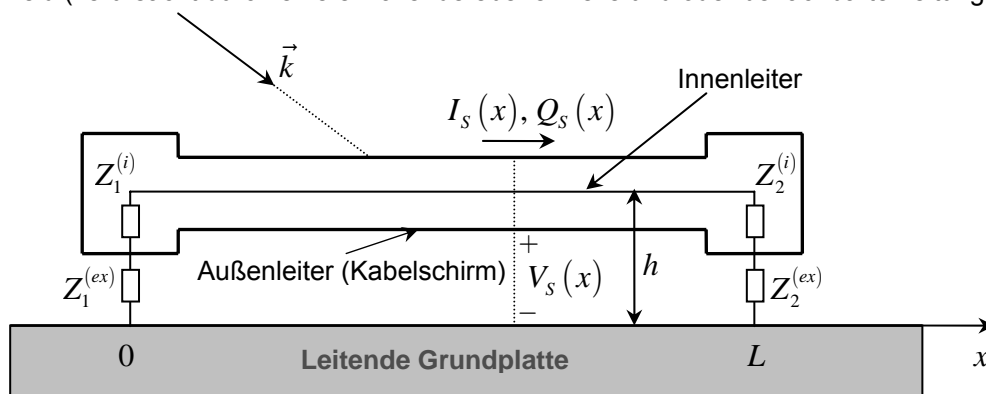 k⃗
Innenleiter
I_S(x), Q_S(x)
Z_1^(i)
Z_2^(i)
Außenleiter (Kabelschirm)
+
V_S(x)
h
Z_1^(ex)
Z_2^(ex)
−
0
Leitende Grundplatte
L
x